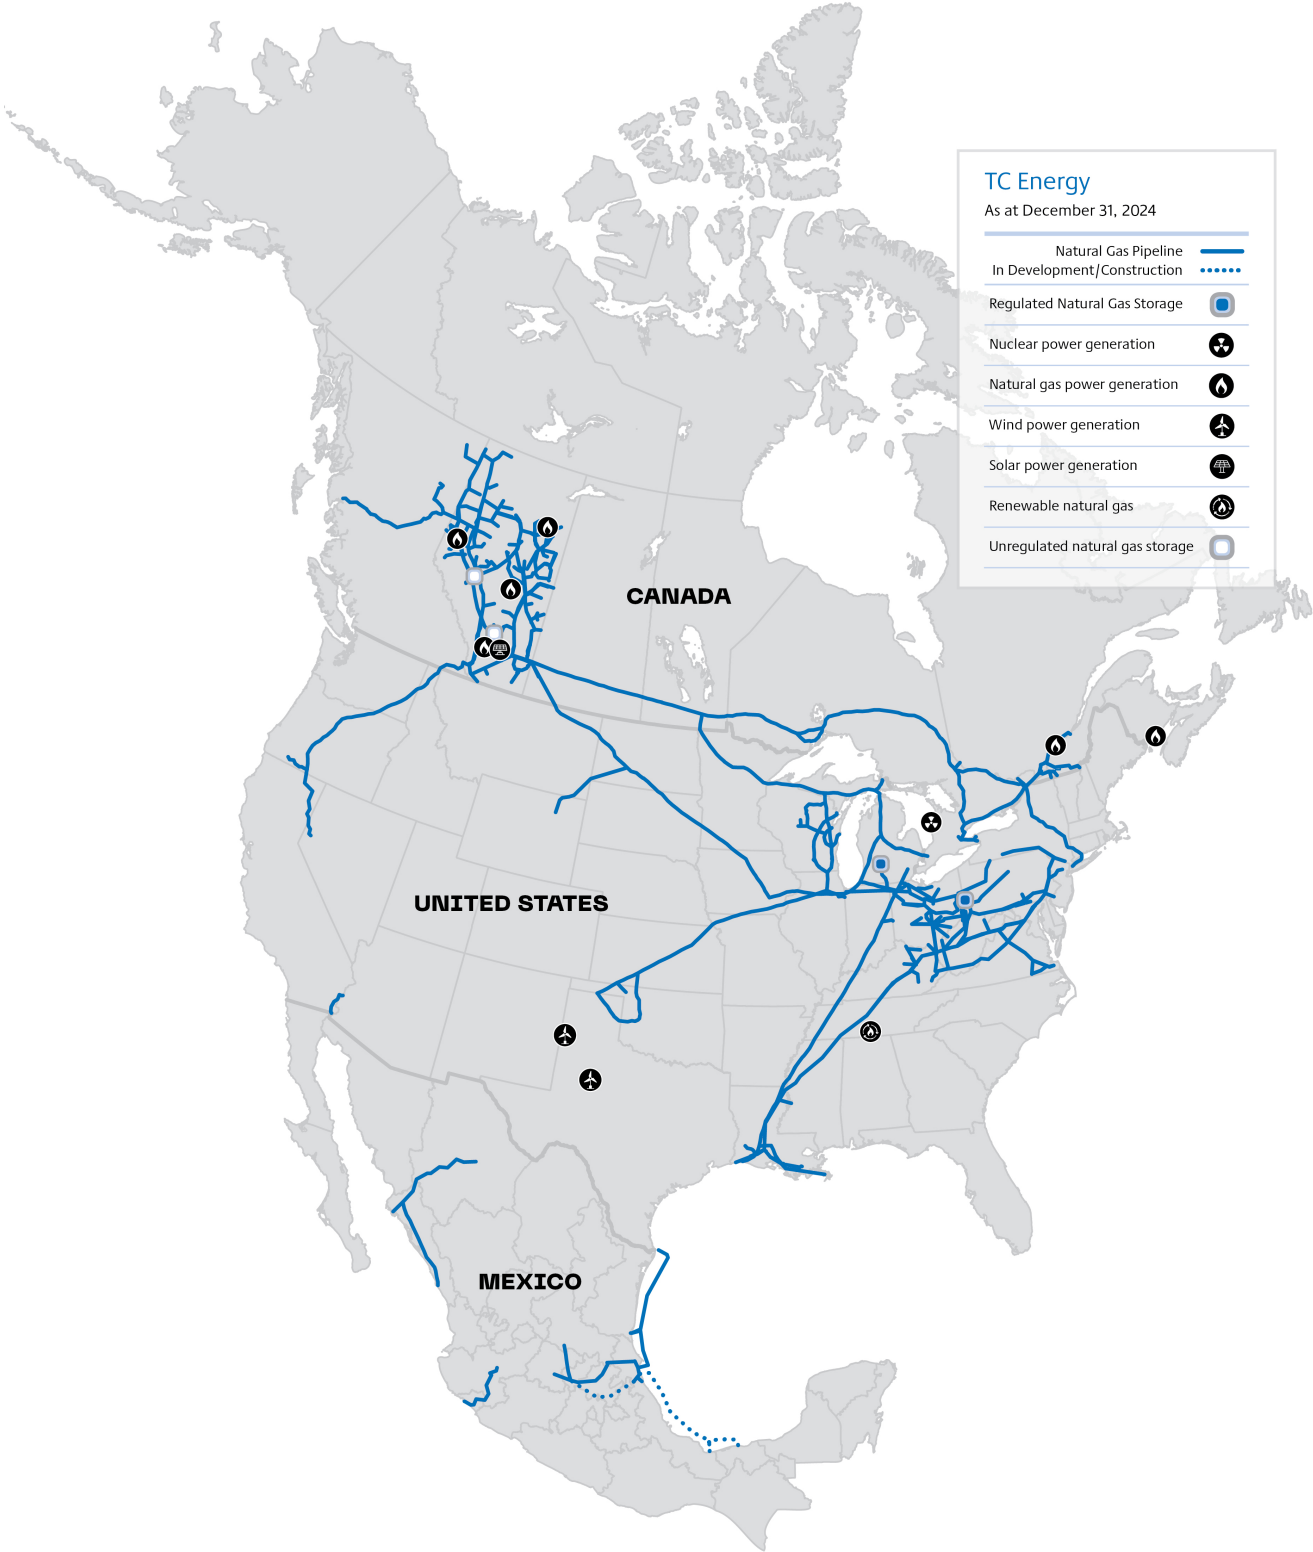 TC Energy
As at December 31, 2024
Natural Gas Pipeline
In Development/Construction
Regulated Natural Gas Storage
Nuclear power generation
Natural gas power generation
Wind power generation
Solar power generation
Renewable natural gas
Unregulated natural gas storage
CANADA
UNITED STATES
MEXICO